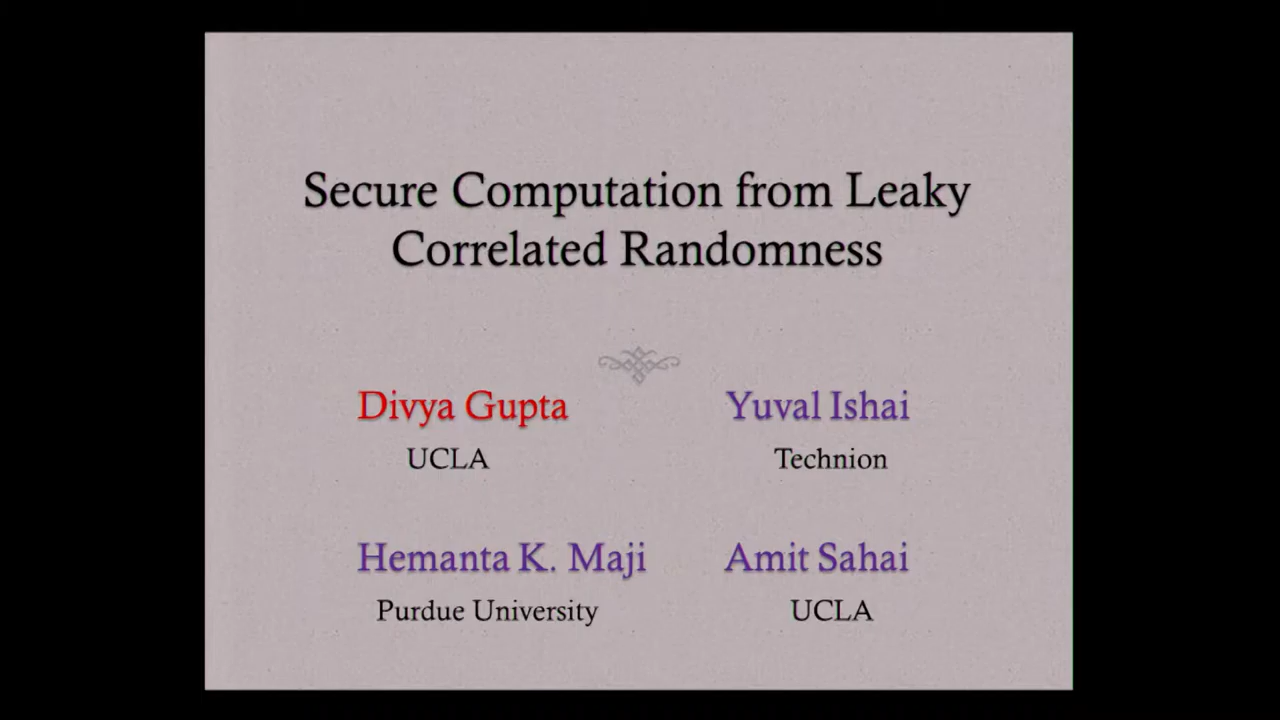 Secure Computation from Leaky
Correlated Randomness
Divya Gupta
Yuval Ishai
UCLA
Technion
Hemanta K. Maji
Amit Sahai
Purdue University
UCLA